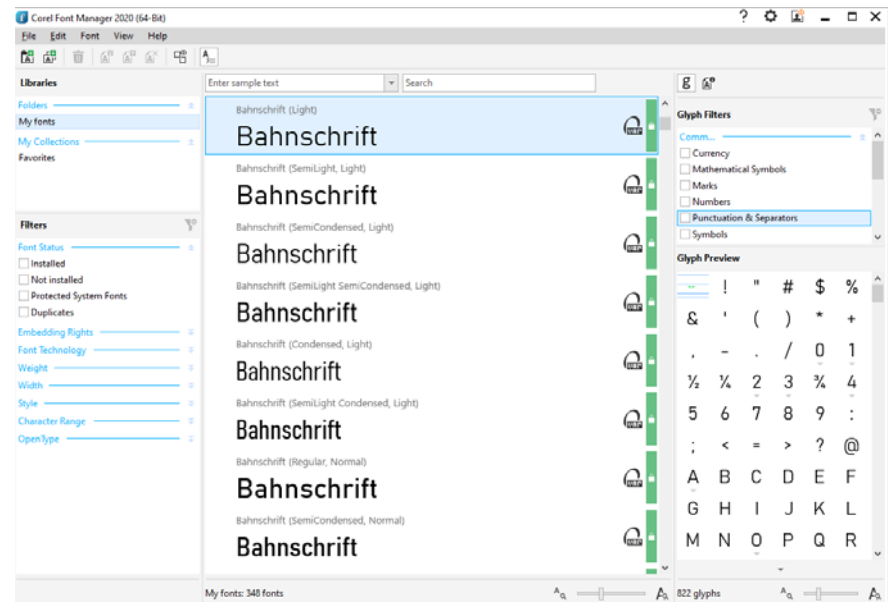 Corel Font Manager 2020 (64-Bit)
File Edit Font View Help
Libraries
Folders
My fonts
My Collections
Favorites
Filters
Font Status
Installed
Not installed
Protected System Fonts
Duplicates
Embedding Rights
Font Technology
Weight
Width
Style
Character Range
OpenType
Enter sample text
Search
Bahnschrift (Light)
Bahnschrift
Bahnschrift (SemiLight, Light)
Bahnschrift
Bahnschrift (SemiCondensed, Light)
Bahnschrift
Bahnschrift (SemiLight SemiCondensed, Light)
Bahnschrift
Bahnschrift (Condensed, Light)
Bahnschrift
Bahnschrift (SemiLight Condensed, Light)
Bahnschrift
Bahnschrift (Regular, Normal)
Bahnschrift
Bahnschrift (SemiCondensed, Normal)
Bahnschrift
My fonts: 348 fonts
Glyph Filters
Comm...
Currency
Mathematical Symbols
Marks
Numbers
Punctuation & Separators
Symbols
Glyph Preview
! " # $ %
& ' ( ) * +
, - . / 0 1
½ ¼ 2 3 ¾ 4
5 6 7 8 9 :
; < = > ? @
A B C D E F
G H I J K L
M N O P Q R
822 glyphs